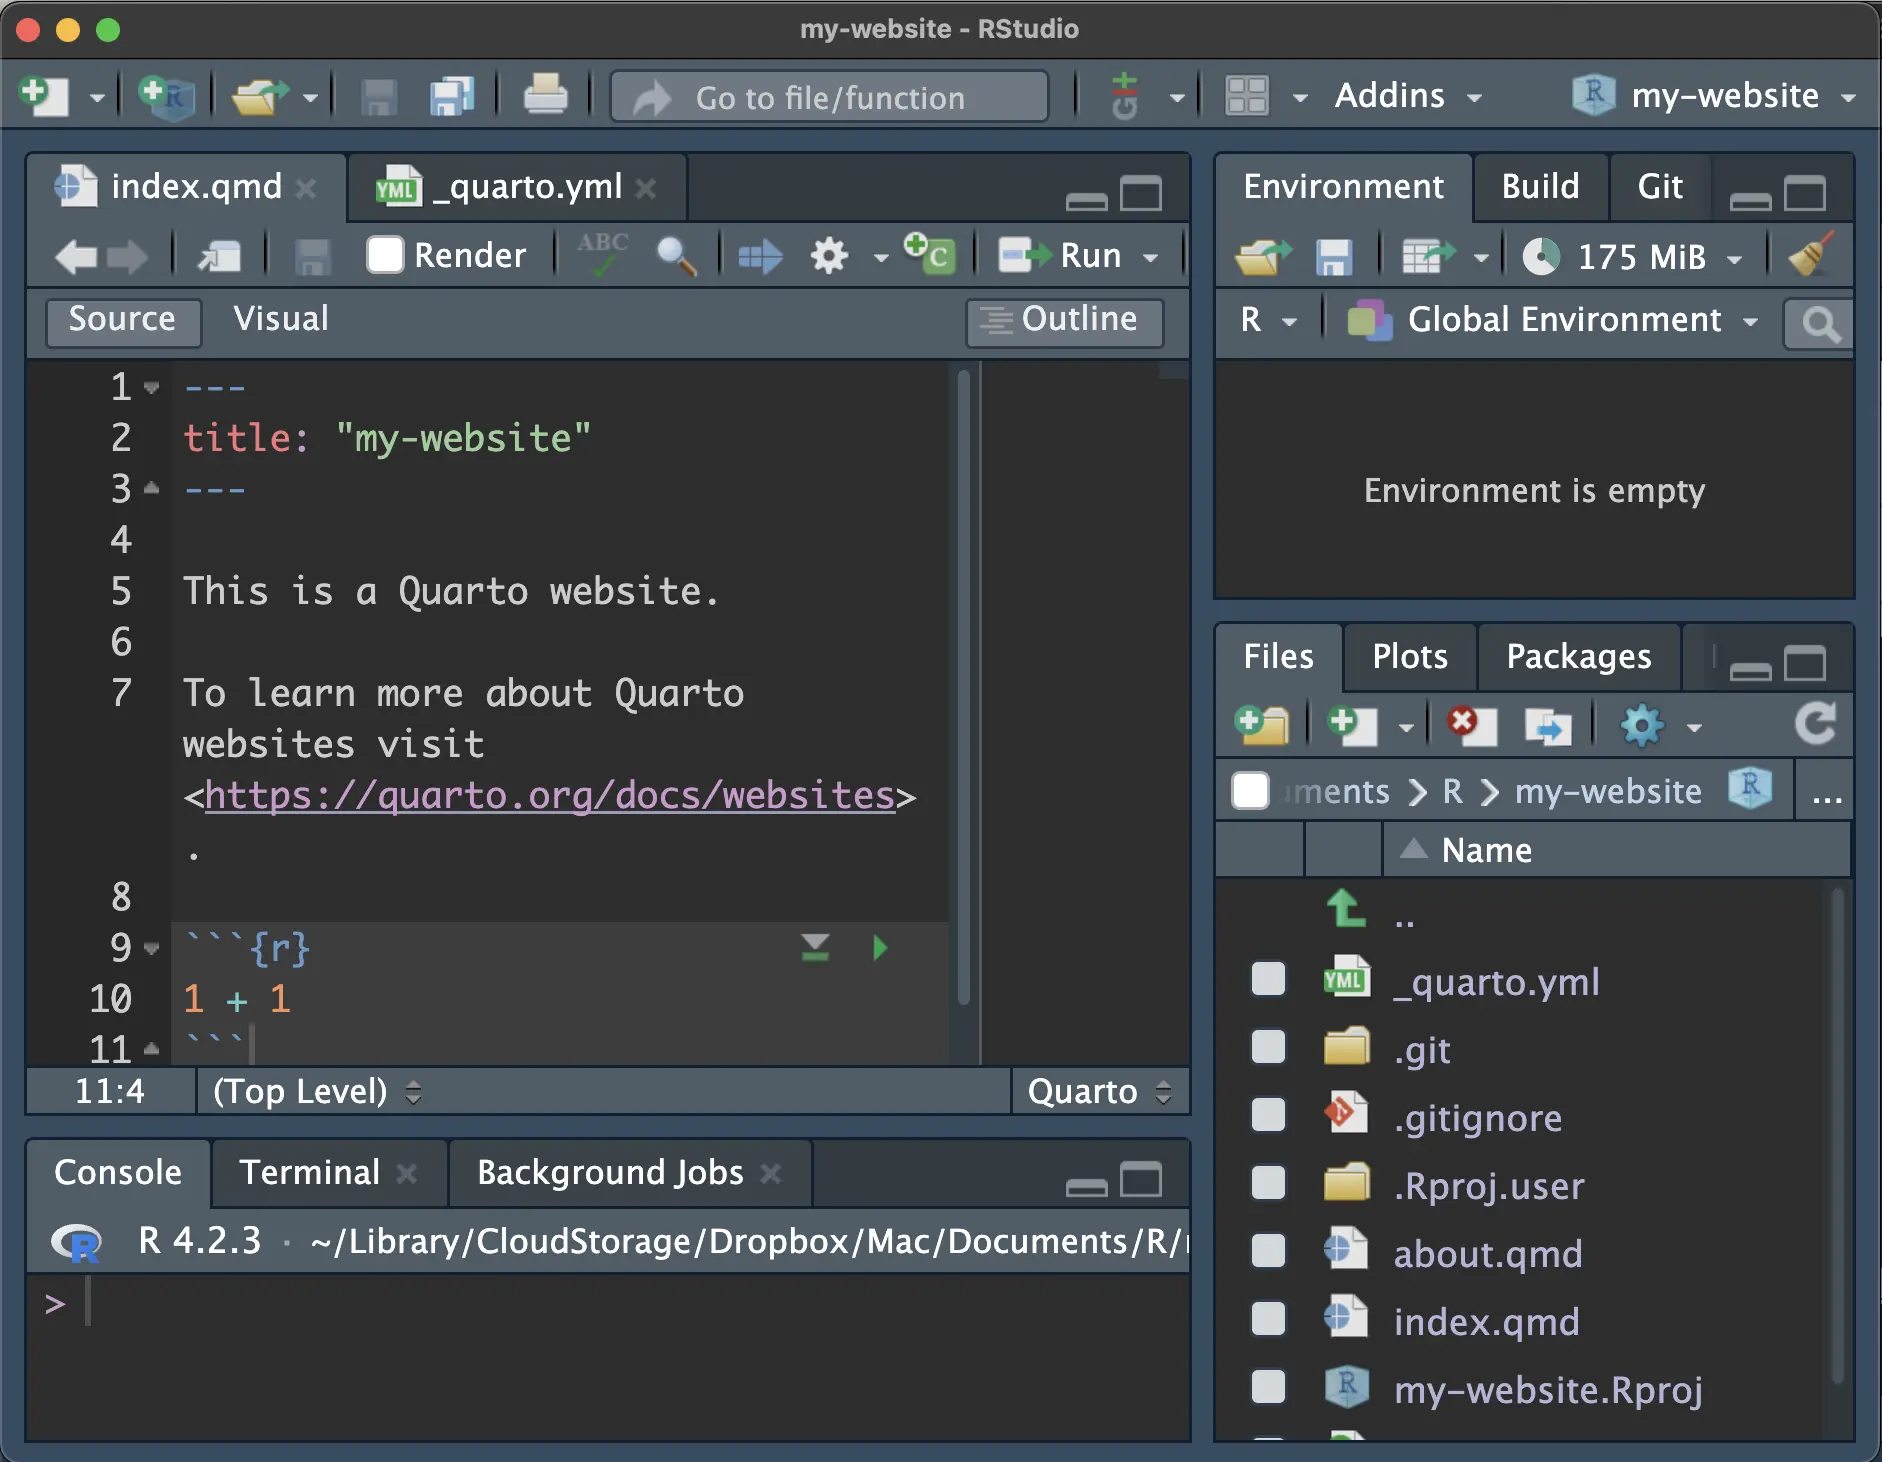 my-website - RStudio
Go to file/function
Addins
my-website
index.qmd
_quarto.yml
Render
ABC
Run
Source
Visual
Outline
1 ---
2 title: "my-website"
3 ---
4
5 This is a Quarto website.
6
7 To learn more about Quarto
websites visit
<https://quarto.org/docs/websites>
.
8
9 ```{r}
10 1 + 1
11 ```
11:4
(Top Level)
Quarto
Console
Terminal
Background Jobs
R 4.2.3 · ~/Library/CloudStorage/Dropbox/Mac/Documents/R/
>
Environment
Build
Git
175 MiB
R
Global Environment
Environment is empty
Files
Plots
Packages
uments
R
my-website
...
Name
..
_quarto.yml
.git
.gitignore
.Rproj.user
about.qmd
index.qmd
my-website.Rproj